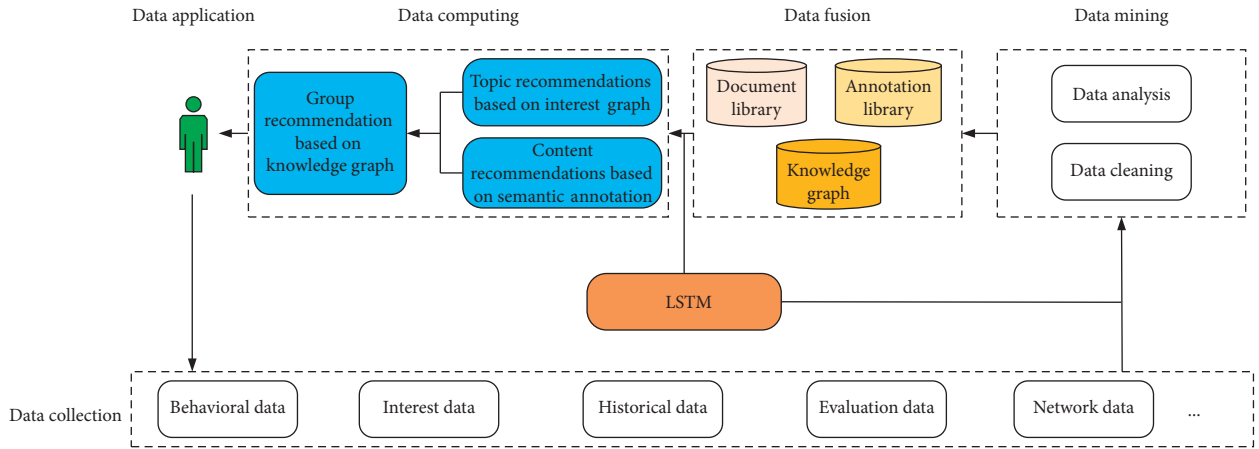 Data application
Data computing
Data fusion
Data mining
Group
recommendation
based on
knowledge graph
Topic recommendations
based on interest graph
Content
recommendations based
on semantic annotation
Document
library
Annotation
library
Knowledge
graph
Data analysis
Data cleaning
LSTM
Data collection
Behavioral data
Interest data
Historical data
Evaluation data
Network data
...